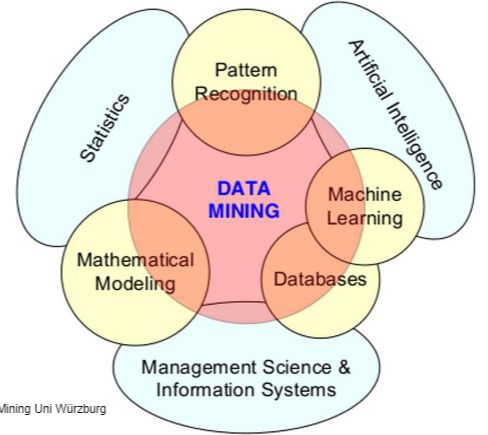 Pattern
Recognition
Statistics
Artificial Intelligence
DATA
MINING
Machine
Learning
Mathematical
Modeling
Databases
Management Science &
Information Systems
Mining Uni Würzburg